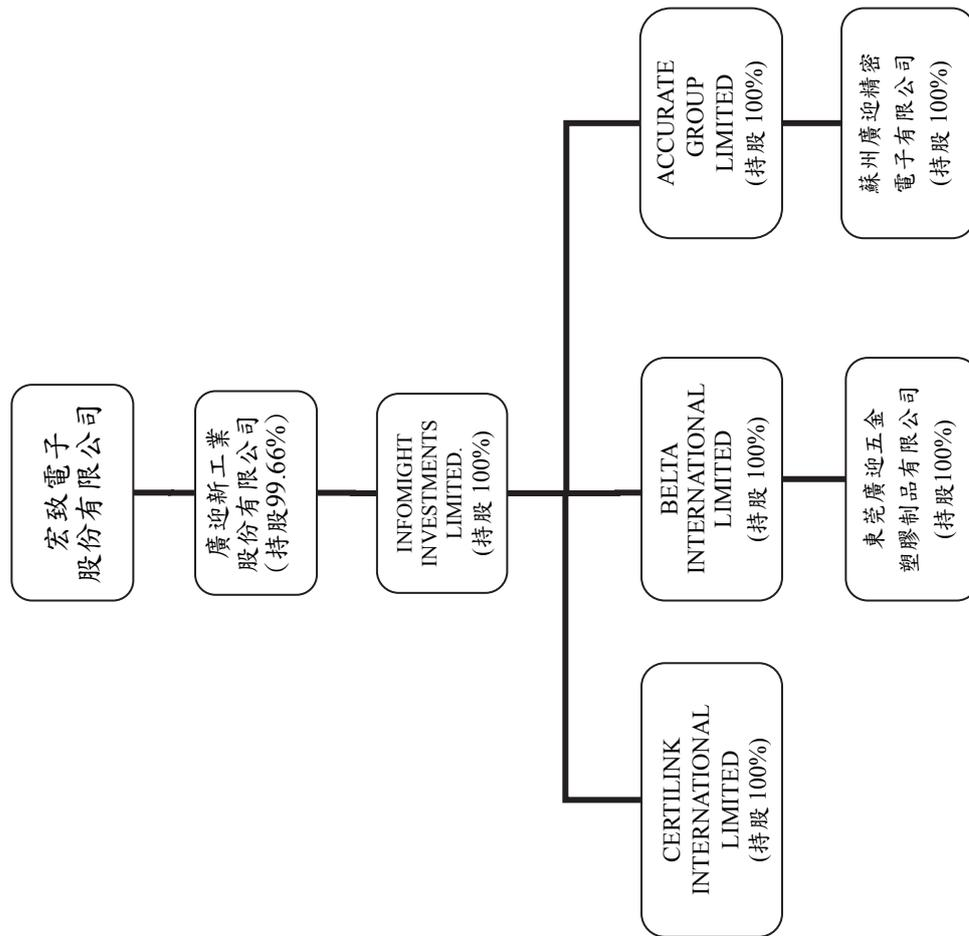 宏致電子
股份有限公司
廣迎新工業
股份有限公司
(持股99.66%)
INFOMIGHT
INVESTMENTS
LIMITED.
(持股 100%)
CERTILINK
INTERNATIONAL
LIMITED
(持股 100%)
BELTA
INTERNATIONAL
LIMITED
(持股 100%)
ACCURATE
GROUP
LIMITED
(持股 100%)
東莞廣迎五金
塑膠制品有限公司
(持股100%)
蘇州廣迎精密
電子有限公司
(持股 100%)